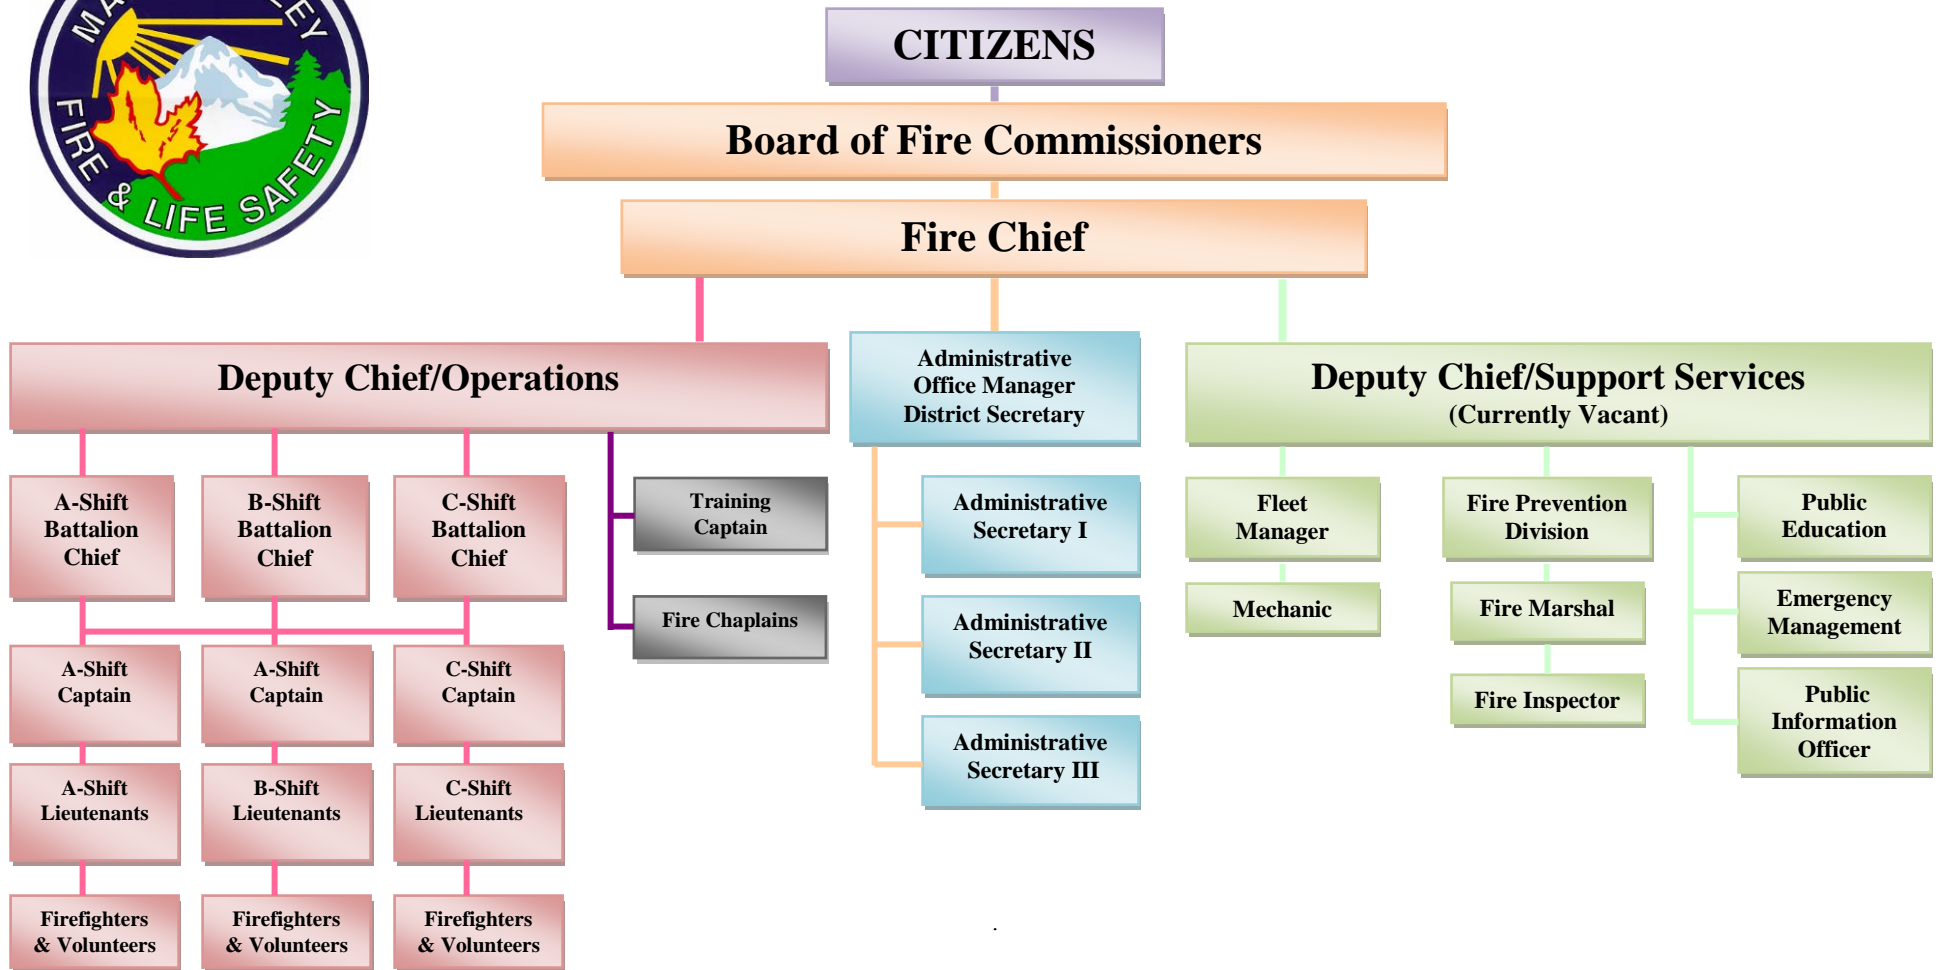 CITIZENS
Board of Fire Commissioners
Fire Chief
FIRE & LIFE SAFETY
Deputy Chief/Operations
Administrative
Office Manager
District Secretary
Deputy Chief/Support Services
(Currently Vacant)
A-Shift
Battalion
Chief
B-Shift
Battalion
Chief
C-Shift
Battalion
Chief
Training
Captain
Fire Chaplains
A-Shift
Captain
A-Shift
Captain
C-Shift
Captain
A-Shift
Lieutenants
B-Shift
Lieutenants
C-Shift
Lieutenants
Firefighters
& Volunteers
Firefighters
& Volunteers
Firefighters
& Volunteers
Administrative
Secretary I
Administrative
Secretary II
Administrative
Secretary III
Fleet
Manager
Mechanic
Fire Prevention
Division
Fire Marshal
Fire Inspector
Public
Education
Emergency
Management
Public
Information
Officer
.